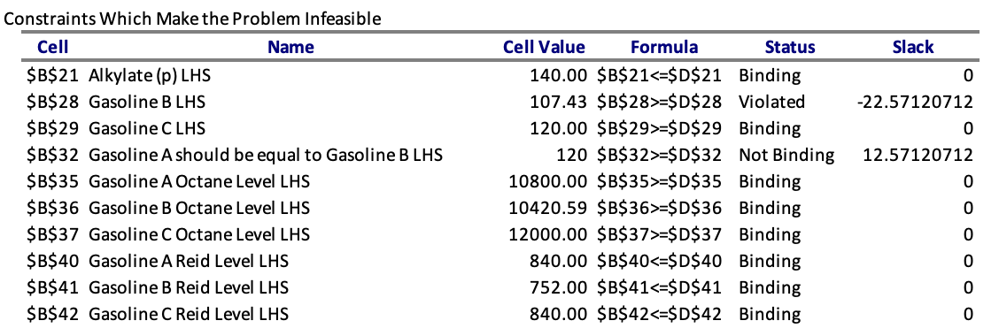 Constraints Which Make the Problem Infeasible
Cell Name Cell Value Formula Status Slack
$B$21 Alkylate (p) LHS 140.00 $B$21<=$D$21 Binding 0
$B$28 Gasoline B LHS 107.43 $B$28>=$D$28 Violated -22.57120712
$B$29 Gasoline C LHS 120.00 $B$29>=$D$29 Binding 0
$B$32 Gasoline A should be equal to Gasoline B LHS 120 $B$32>=$D$32 Not Binding 12.57120712
$B$35 Gasoline A Octane Level LHS 10800.00 $B$35>=$D$35 Binding 0
$B$36 Gasoline B Octane Level LHS 10420.59 $B$36>=$D$36 Binding 0
$B$37 Gasoline C Octane Level LHS 12000.00 $B$37>=$D$37 Binding 0
$B$40 Gasoline A Reid Level LHS 840.00 $B$40<=$D$40 Binding 0
$B$41 Gasoline B Reid Level LHS 752.00 $B$41<=$D$41 Binding 0
$B$42 Gasoline C Reid Level LHS 840.00 $B$42<=$D$42 Binding 0